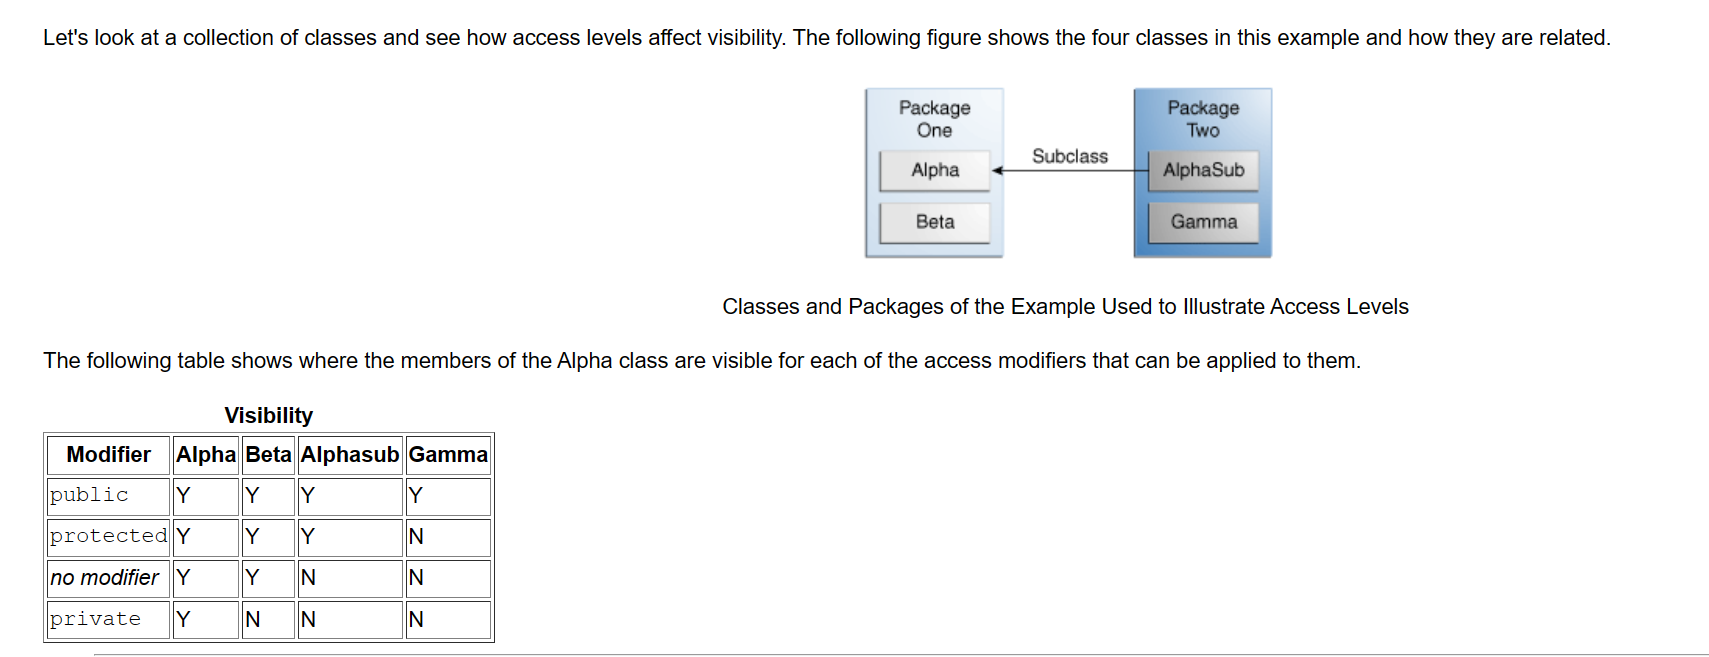 Let's look at a collection of classes and see how access levels affect visibility. The following figure shows the four classes in this example and how they are related.
Package
One
Alpha
Beta
Subclass
Package
Two
AlphaSub
Gamma
Classes and Packages of the Example Used to Illustrate Access Levels
The following table shows where the members of the Alpha class are visible for each of the access modifiers that can be applied to them.
Visibility
Modifier Alpha Beta Alphasub Gamma
public Y Y Y Y
protected Y Y Y N
no modifier Y Y N N
private Y N N N